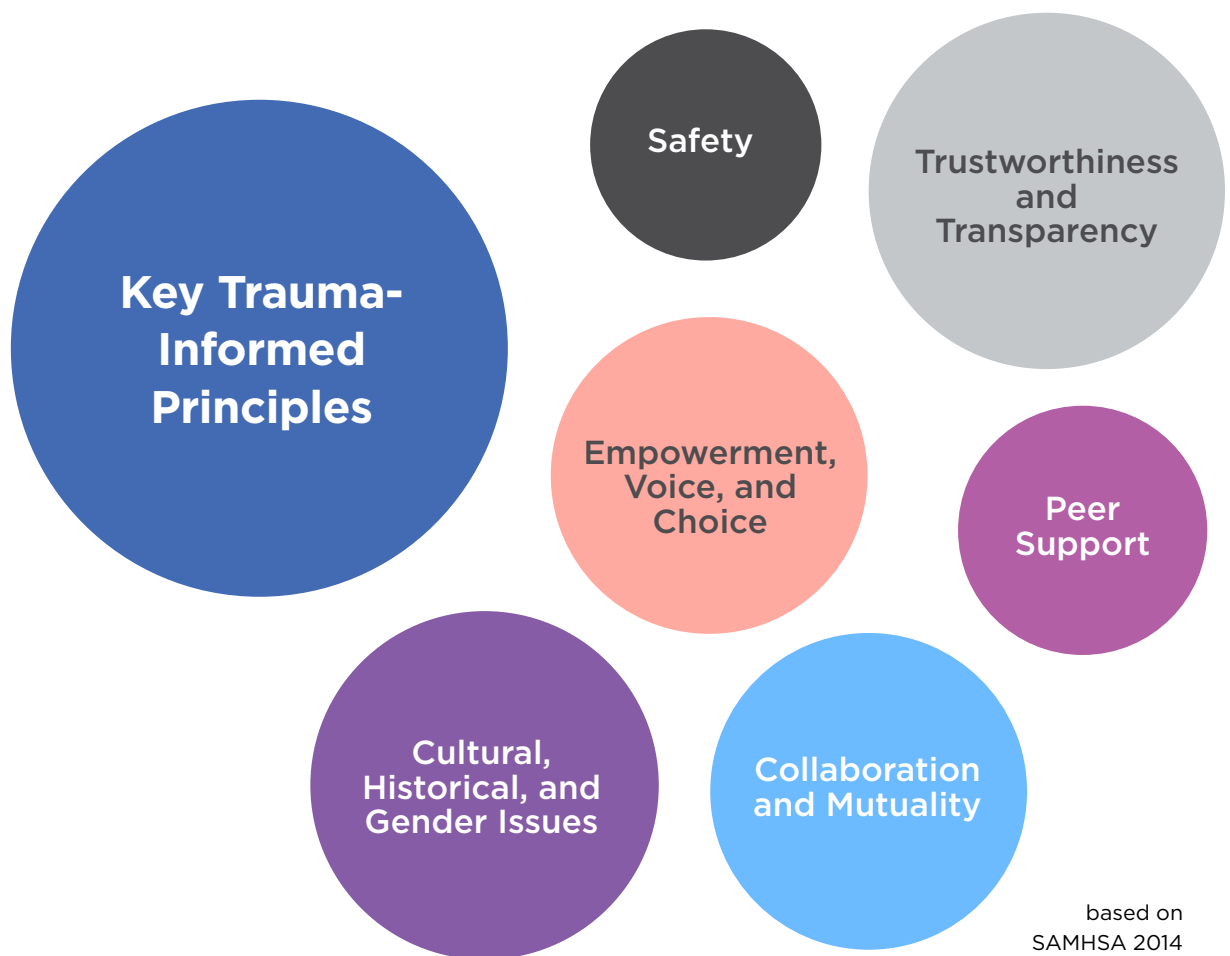 Key Trauma-
Informed
Principles
Safety
Trustworthiness
and
Transparency
Empowerment,
Voice, and
Choice
Peer
Support
Cultural,
Historical, and
Gender Issues
Collaboration
and Mutuality
based on
SAMHSA 2014